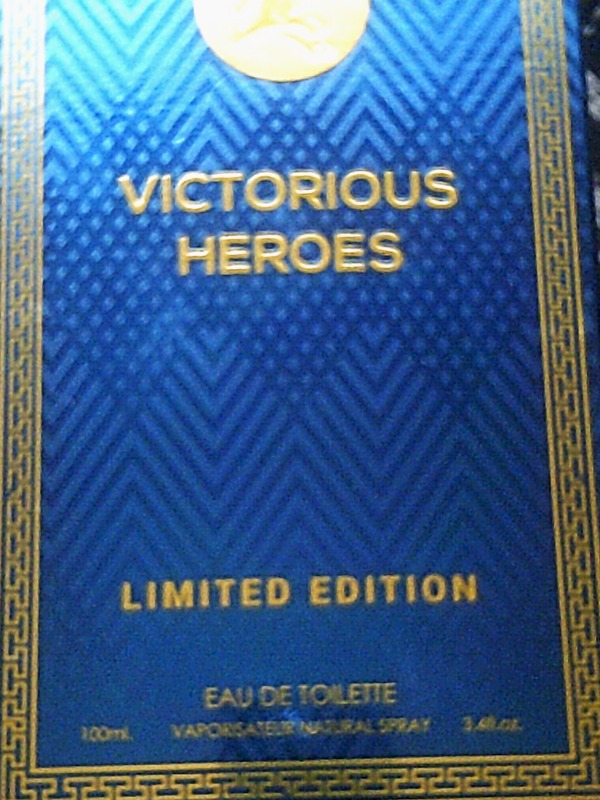 VICTORIOUS
HEROES
LIMITED EDITION
EAU DE TOILETTE
100ml. VAPORISATEUR NATURAL SPRAY 3.4fl.oz.